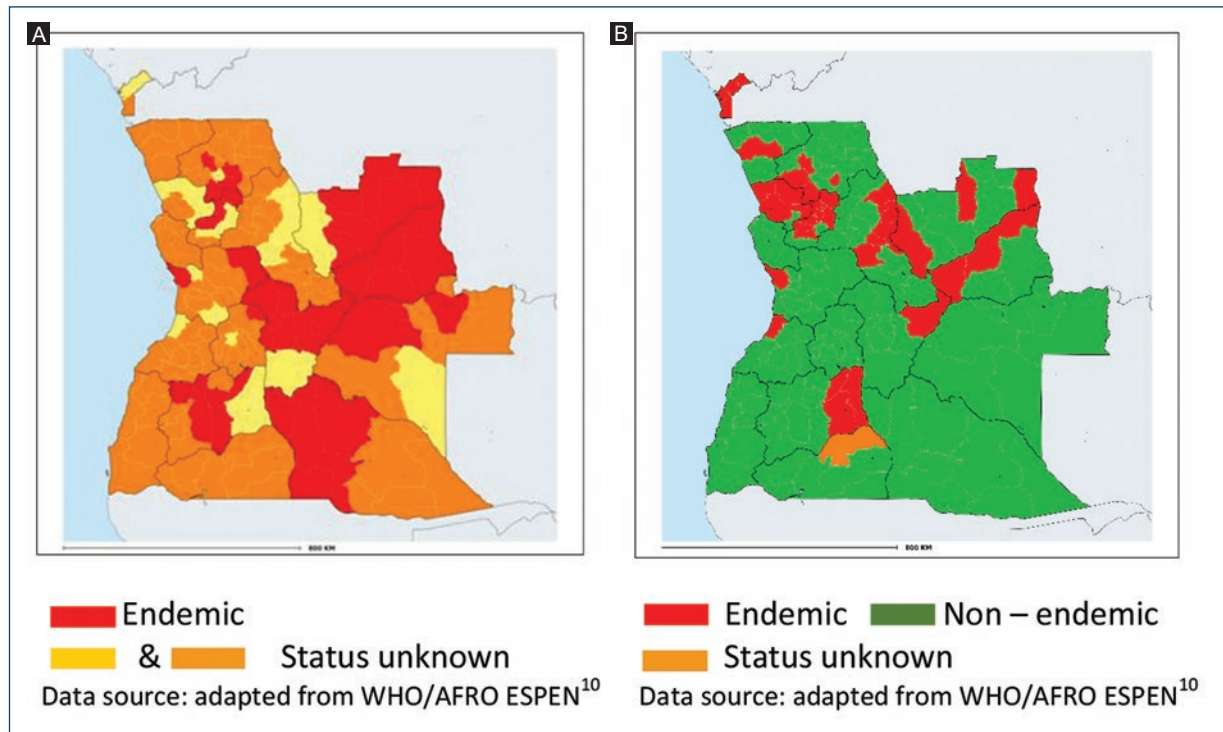 A
B
800 KM
800 KM
Endemic
& Status unknown
Data source: adapted from WHO/AFRO ESPEN10
Endemic Non – endemic
Status unknown
Data source: adapted from WHO/AFRO ESPEN10